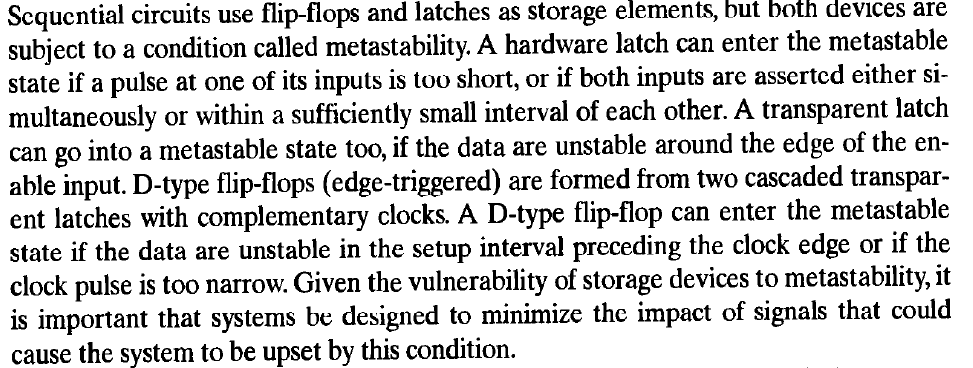 Sequential circuits use flip-flops and latches as storage elements, but both devices are
subject to a condition called metastability. A hardware latch can enter the metastable
state if a pulse at one of its inputs is too short, or if both inputs are asserted either si-
multaneously or within a sufficiently small interval of each other. A transparent latch
can go into a metastable state too, if the data are unstable around the edge of the en-
able input. D-type flip-flops (edge-triggered) are formed from two cascaded transpar-
ent latches with complementary clocks. A D-type flip-flop can enter the metastable
state if the data are unstable in the setup interval preceding the clock edge or if the
clock pulse is too narrow. Given the vulnerability of storage devices to metastability, it
is important that systems be designed to minimize the impact of signals that could
cause the system to be upset by this condition.